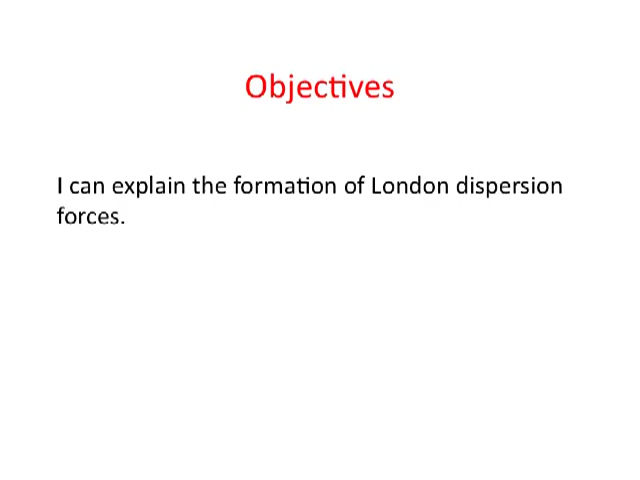 Objectives
I can explain the formation of London dispersion
forces.